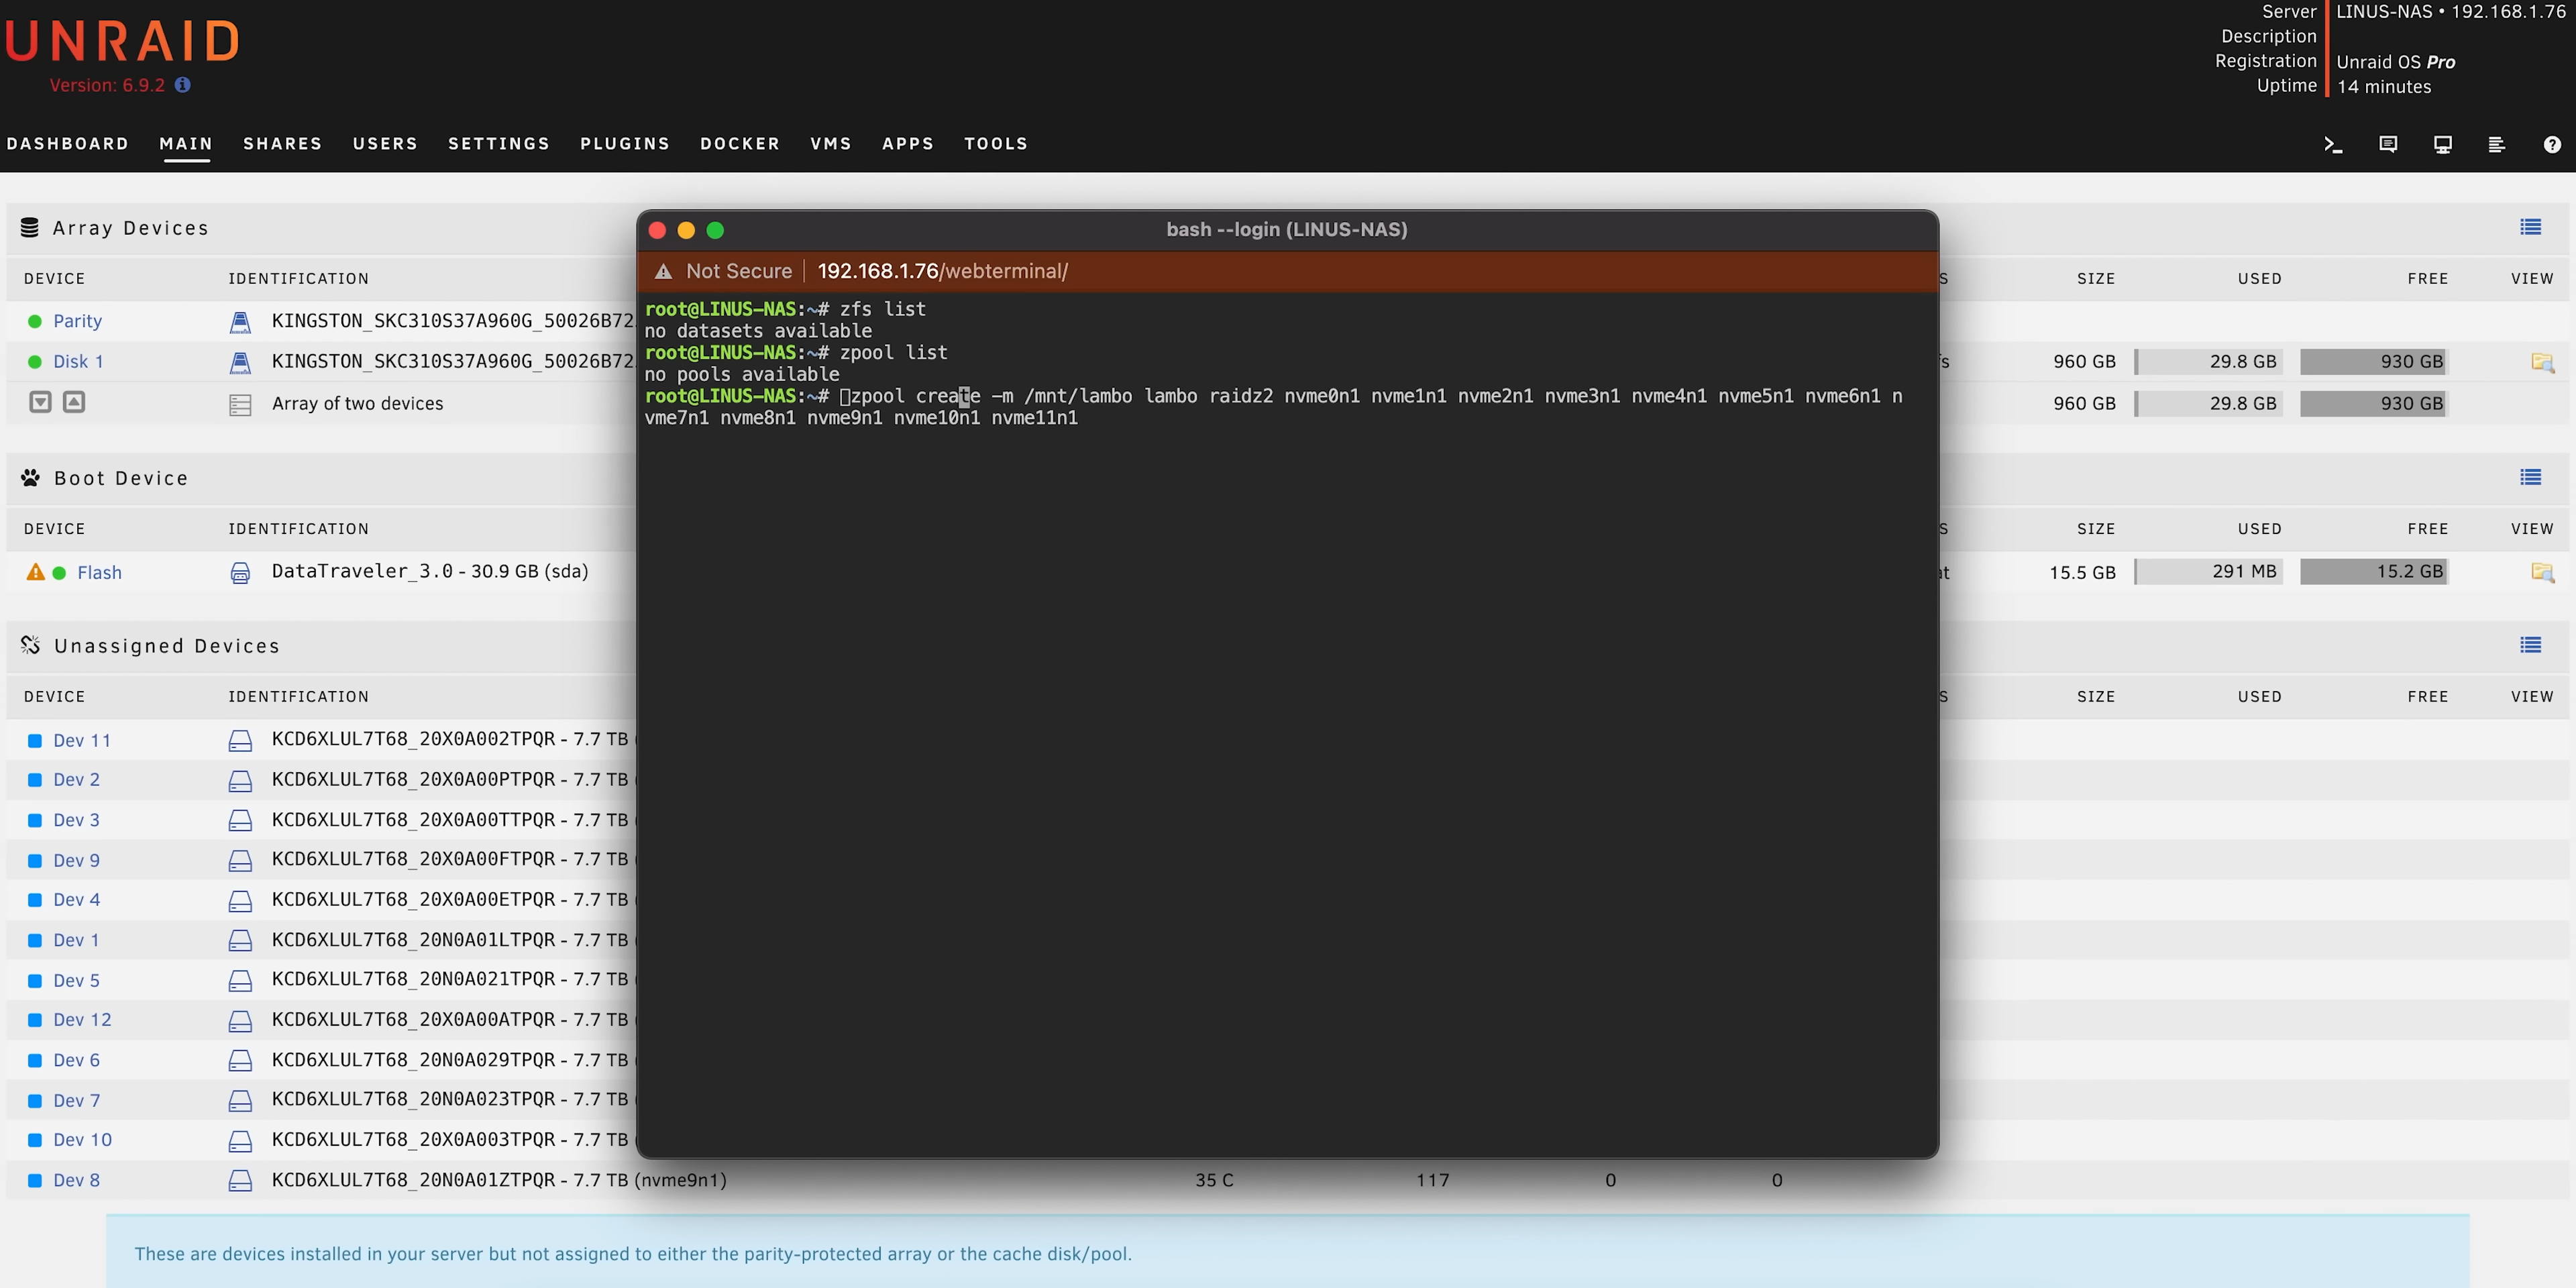 UNRAID
Version: 6.9.2
Server LINUS-NAS • 192.168.1.76
Description
Registration Unraid OS Pro
Uptime 14 minutes
DASHBOARD MAIN SHARES USERS SETTINGS PLUGINS DOCKER VMS APPS TOOLS
Array Devices
DEVICE IDENTIFICATION SIZE USED FREE VIEW
Parity KINGSTON_SKC310S37A960G_50026B72
Disk 1 KINGSTON_SKC310S37A960G_50026B72 960 GB 29.8 GB 930 GB
Array of two devices 960 GB 29.8 GB 930 GB
Boot Device
DEVICE IDENTIFICATION SIZE USED FREE VIEW
Flash DataTraveler_3.0 - 30.9 GB (sda) 15.5 GB 291 MB 15.2 GB
Unassigned Devices
DEVICE IDENTIFICATION SIZE USED FREE VIEW
Dev 11 KCD6XLUL7T68_20X0A002TPQR - 7.7 TB
Dev 2 KCD6XLUL7T68_20X0A00PTPQR - 7.7 TB
Dev 3 KCD6XLUL7T68_20X0A00TTPQR - 7.7 TB
Dev 9 KCD6XLUL7T68_20X0A00FTPQR - 7.7 TB
Dev 4 KCD6XLUL7T68_20X0A00ETPQR - 7.7 TB
Dev 1 KCD6XLUL7T68_20N0A01LTPQR - 7.7 TB
Dev 5 KCD6XLUL7T68_20N0A021TPQR - 7.7 TB
Dev 12 KCD6XLUL7T68_20X0A00ATPQR - 7.7 TB
Dev 6 KCD6XLUL7T68_20N0A029TPQR - 7.7 TB
Dev 7 KCD6XLUL7T68_20N0A023TPQR - 7.7 TB
Dev 10 KCD6XLUL7T68_20X0A003TPQR - 7.7 TB
Dev 8 KCD6XLUL7T68_20N0A01ZTPQR - 7.7 TB (nvme9n1) 35 C 117 0 0
These are devices installed in your server but not assigned to either the parity-protected array or the cache disk/pool.
bash --login (LINUS-NAS)
Not Secure 192.168.1.76/webterminal/
root@LINUS-NAS:~# zfs list
no datasets available
root@LINUS-NAS:~# zpool list
no pools available
root@LINUS-NAS:~# zpool create -m /mnt/lambo lambo raidz2 nvme0n1 nvme1n1 nvme2n1 nvme3n1 nvme4n1 nvme5n1 nvme6n1 n
vme7n1 nvme8n1 nvme9n1 nvme10n1 nvme11n1